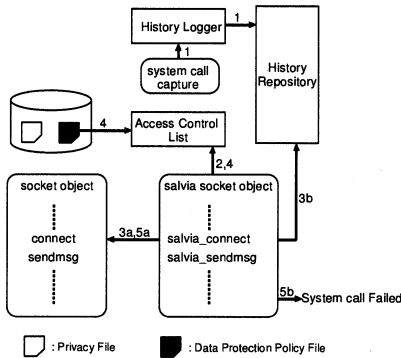 History Logger
1
History
Repository
1
system call
capture
4
Access Control
List
2,4
socket object
connect
sendmsg
3a,5a
salvia socket object
salvia_connect
salvia_sendmsg
3b
5b
System call Failed
: Privacy File
: Data Protection Policy File